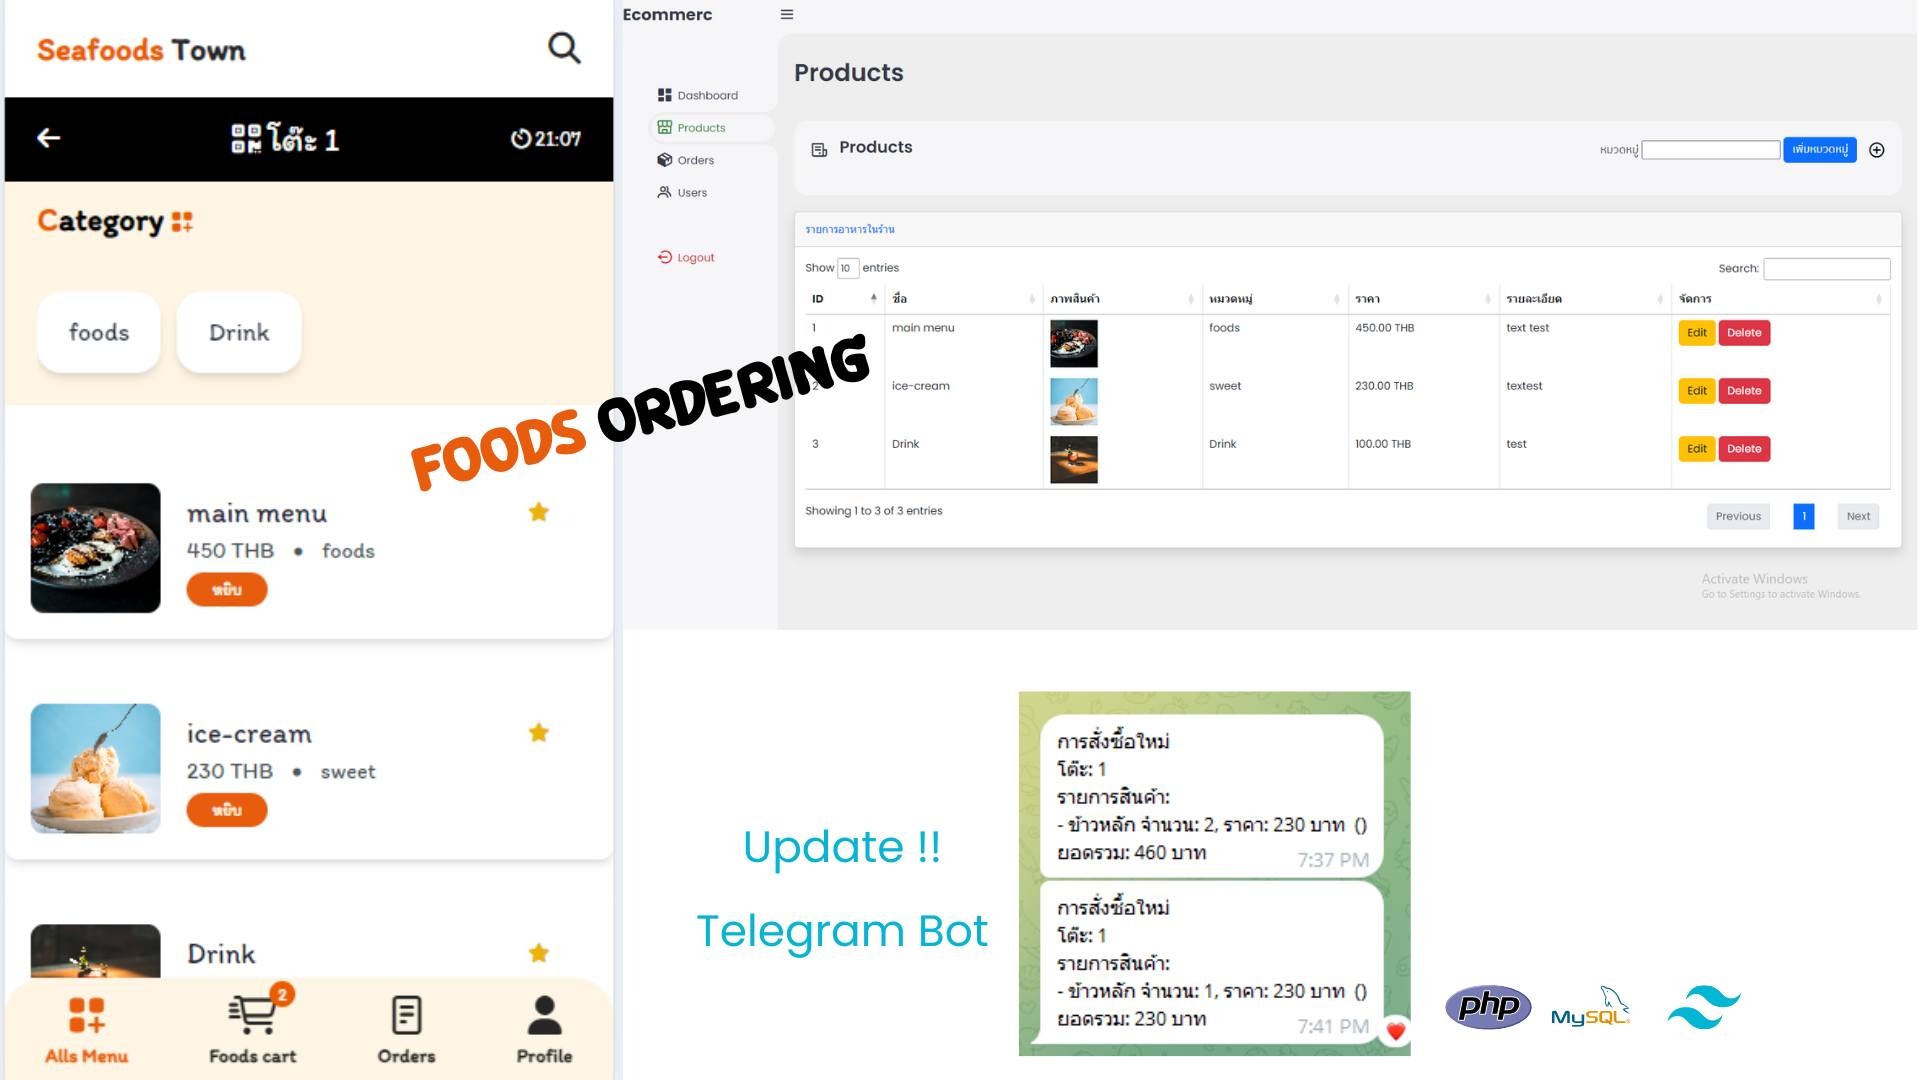 Seafoods Town
โต๊ะ 1
21:07
Category
foods
Drink
main menu
450 THB • foods
หยิบ
ice-cream
230 THB • sweet
หยิบ
Drink
2
Alls Menu
Foods cart
Orders
Profile
FOODS ORDERING
Ecommerc
Dashboard
Products
Orders
Users
Logout
Products
Products
หมวดหมู่
เพิ่มหมวดหมู่
รายการอาหารในร้าน
Show 10 entries
Search:
ID ชื่อ ภาพสินค้า หมวดหมู่ ราคา รายละเอียด จัดการ
1 main menu foods 450.00 THB text test Edit Delete
2 ice-cream sweet 230.00 THB textest Edit Delete
3 Drink Drink 100.00 THB test Edit Delete
Showing 1 to 3 of 3 entries
Previous 1 Next
Activate Windows
Go to Settings to activate Windows.
Update !!
Telegram Bot
การสั่งซื้อใหม่
โต๊ะ: 1
รายการสินค้า:
- ข้าวหลัก จำนวน: 2, ราคา: 230 บาท ()
ยอดรวม: 460 บาท
7:37 PM
การสั่งซื้อใหม่
โต๊ะ: 1
รายการสินค้า:
- ข้าวหลัก จำนวน: 1, ราคา: 230 บาท ()
ยอดรวม: 230 บาท
7:41 PM
php
MySQL